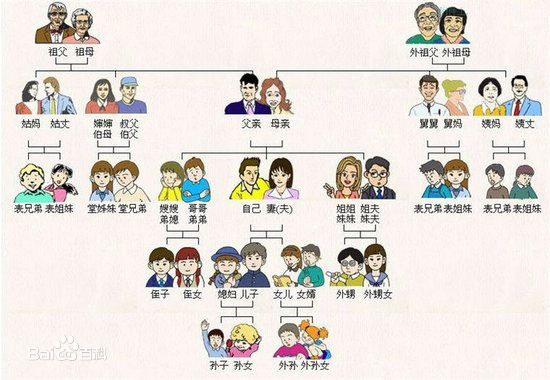 祖父 祖母 外祖父 外祖母
姑妈 姑丈 婶婶 叔父 父亲 母亲 舅舅 舅妈 姨妈 姨丈
伯母 伯父
表兄弟 表姐妹 堂姊妹 堂兄弟 嫂嫂 哥哥 自己 妻(夫) 姐姐 姐夫 表兄弟 表姐妹 表兄弟 表姐妹
弟媳 弟弟 妹妹 妹夫
侄子 侄女 媳妇 儿子 女儿 女婿 外甥 外甥女
孙子 孙女 外孙 外孙女
Bai百科